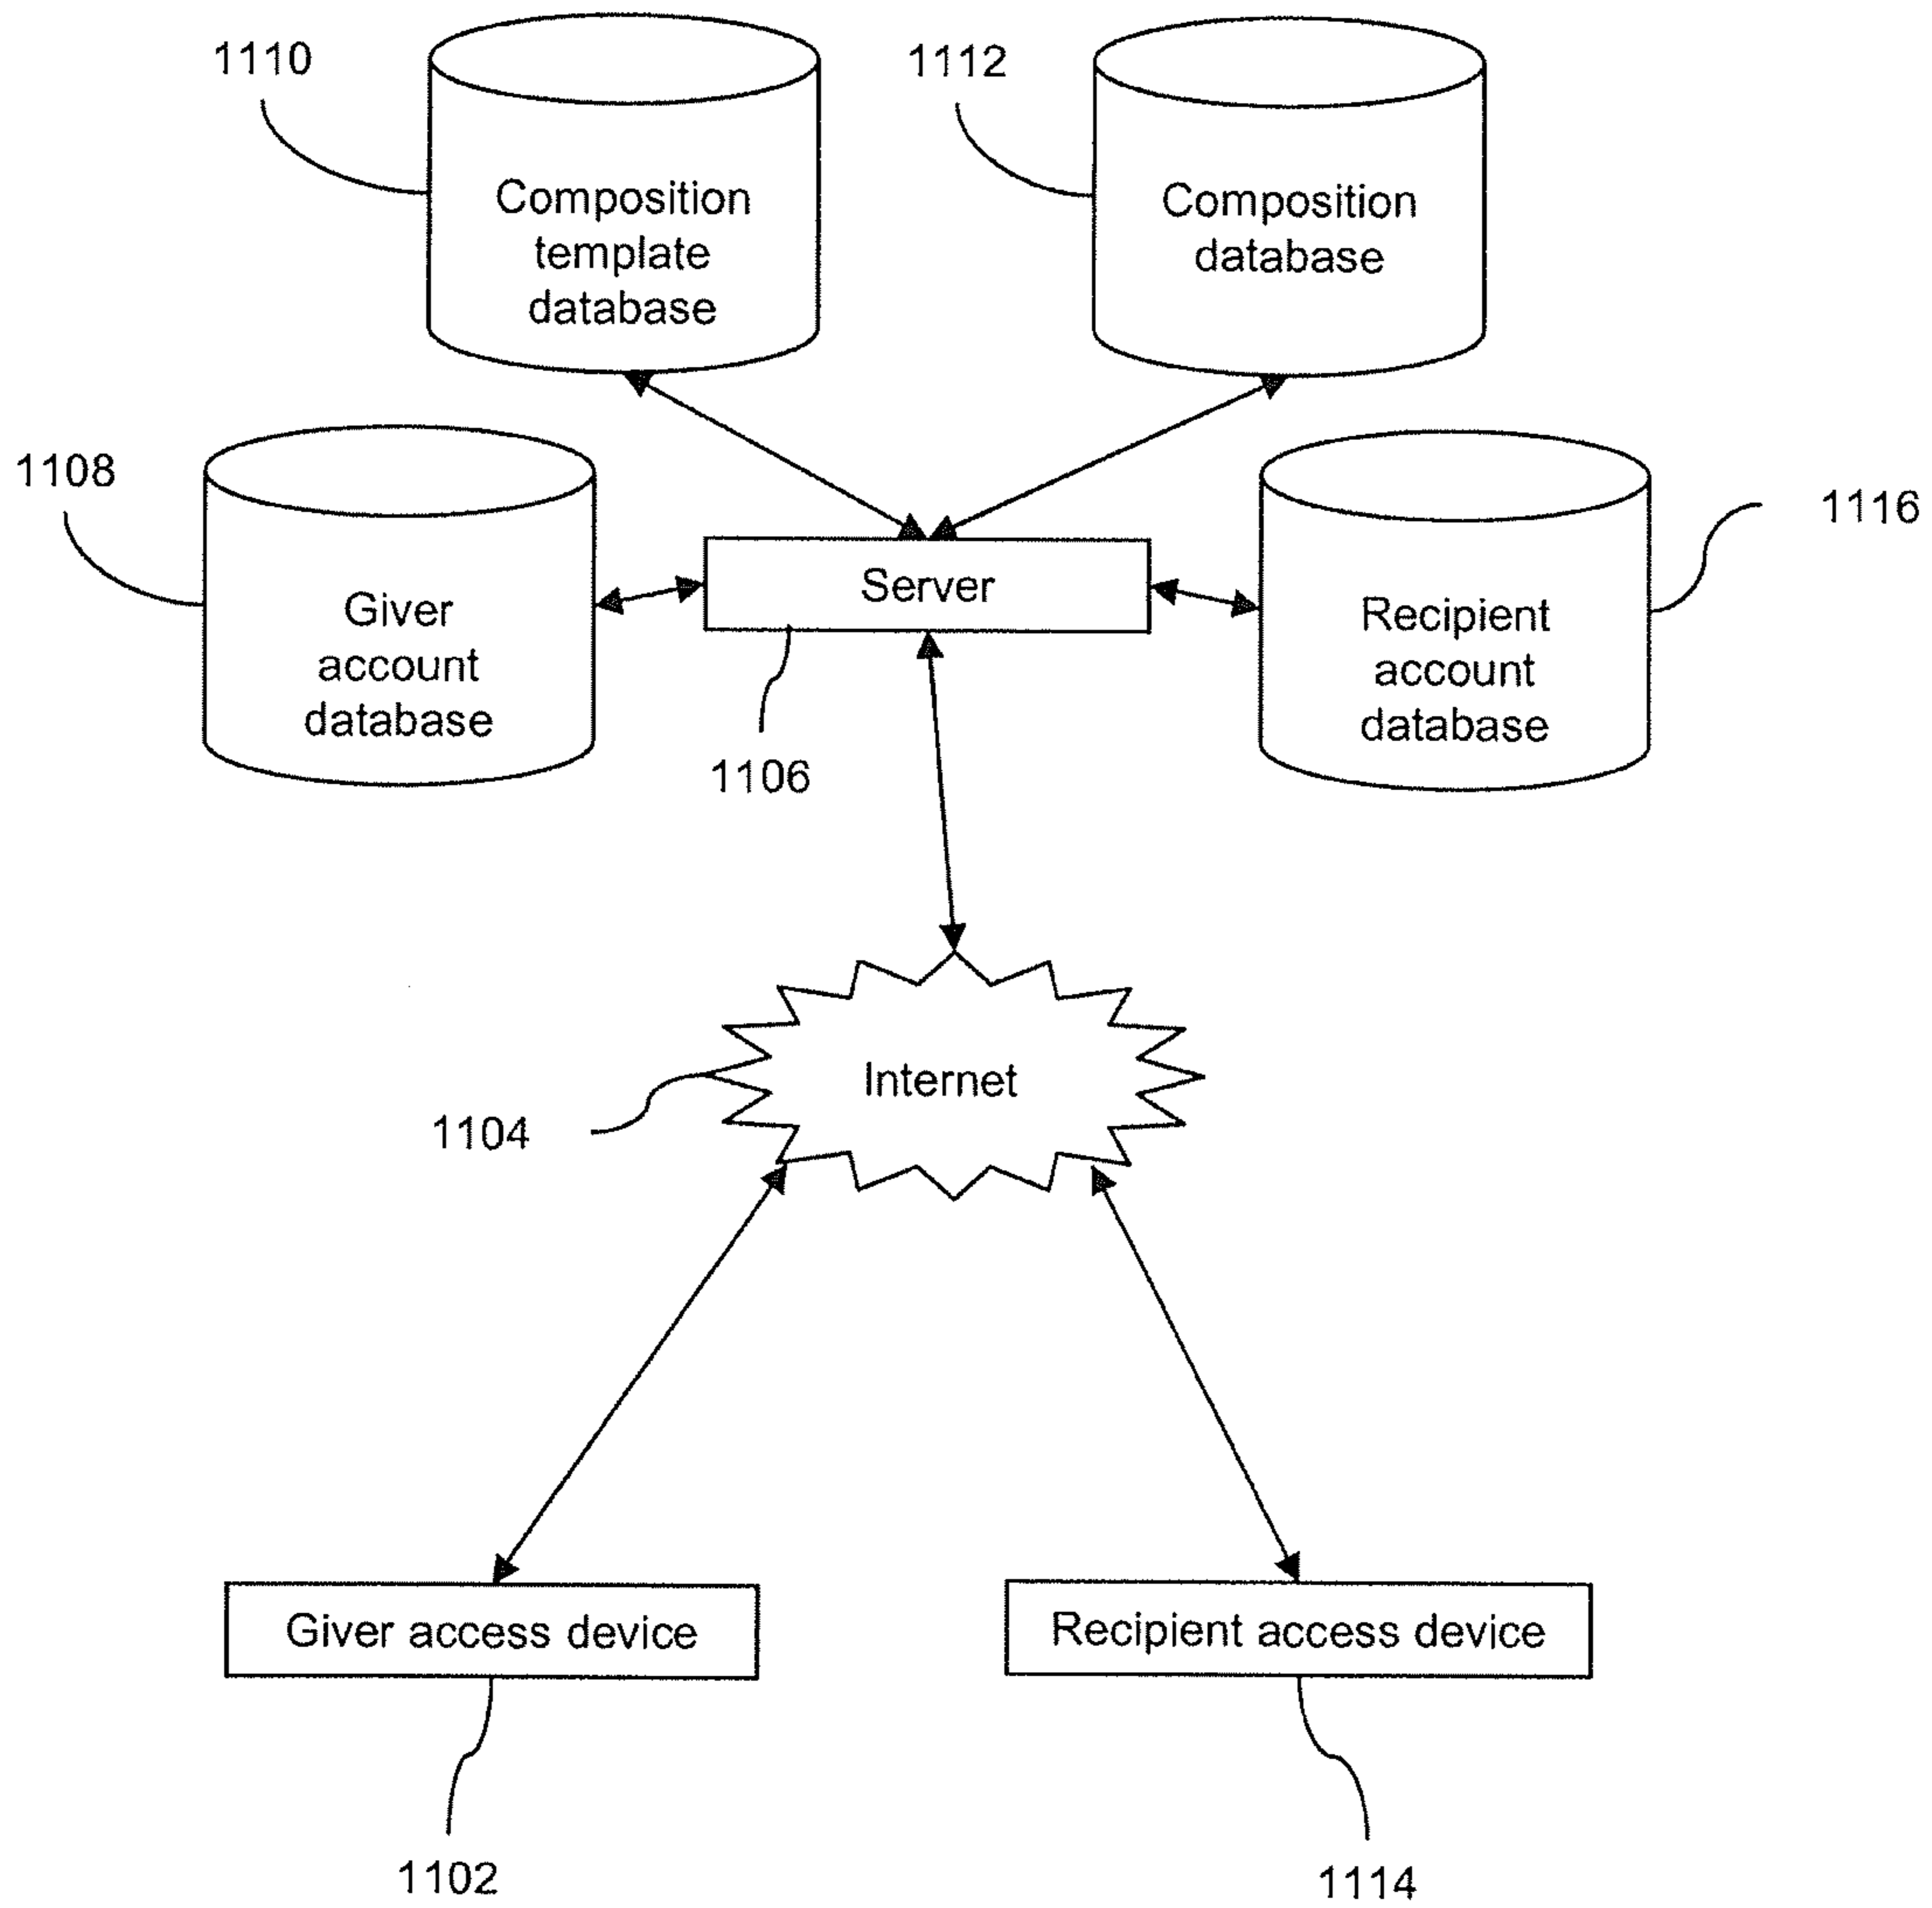 1110
Composition
template
database
1112
Composition
database
1108
Giver
account
database
Server
1106
Recipient
account
database
1116
Internet
1104
Giver access device
1102
Recipient access device
1114